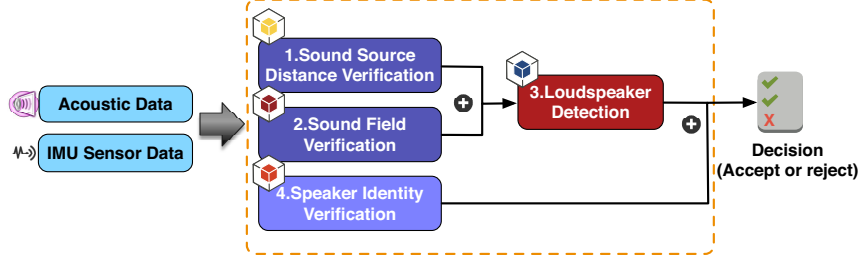 Acoustic Data
IMU Sensor Data
1.Sound Source
Distance Verification
2.Sound Field
Verification
4.Speaker Identity
Verification
3.Loudspeaker
Detection
X
Decision
(Accept or reject)